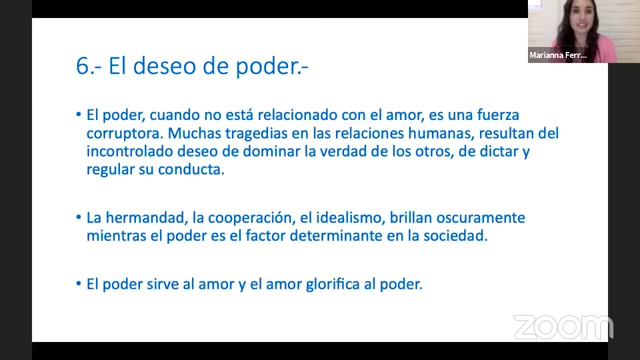 Marianna Ferr...
6.- El deseo de poder.-
• El poder, cuando no está relacionado con el amor, es una fuerza
corruptora. Muchas tragedias en las relaciones humanas, resultan del
incontrolado deseo de dominar la verdad de los otros, de dictar y
regular su conducta.
• La hermandad, la cooperación, el idealismo, brillan oscuramente
mientras el poder es el factor determinante en la sociedad.
• El poder sirve al amor y el amor glorifica al poder.
zoom